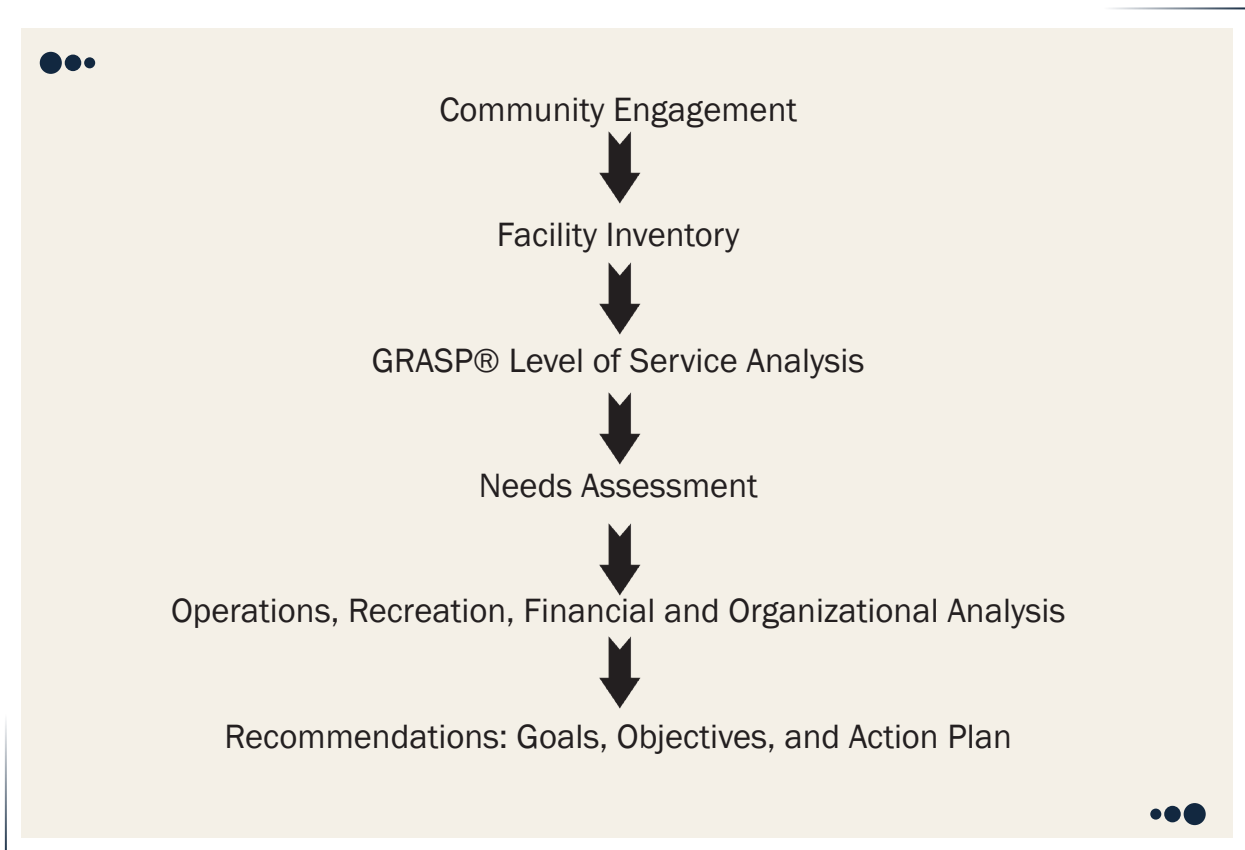 Community Engagement
Facility Inventory
GRASP® Level of Service Analysis
Needs Assessment
Operations, Recreation, Financial and Organizational Analysis
Recommendations: Goals, Objectives, and Action Plan